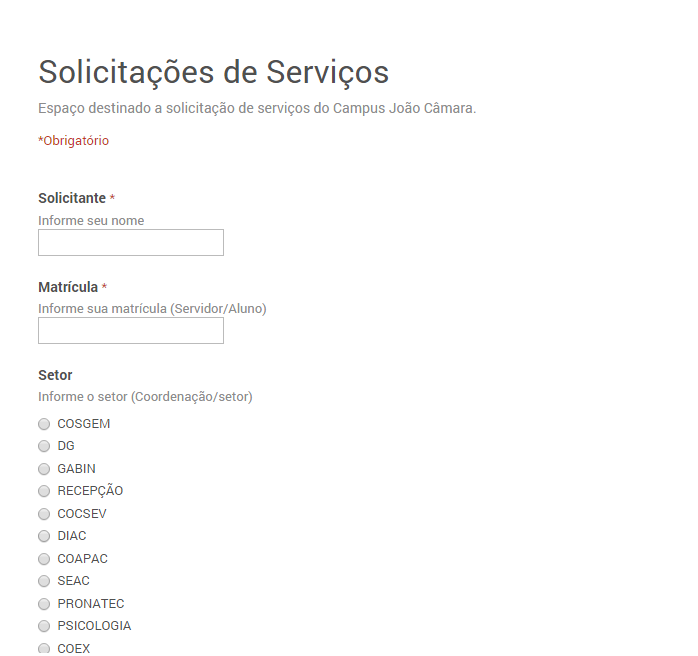 Solicitações de Serviços
Espaço destinado a solicitação de serviços do Campus João Câmara.
*Obrigatório
Solicitante *
Informe seu nome
Matrícula *
Informe sua matrícula (Servidor/Aluno)
Setor
Informe o setor (Coordenação/setor)
COSGEM
DG
GABIN
RECEPÇÃO
COCSEV
DIAC
COAPAC
SEAC
PRONATEC
PSICOLOGIA
COEX